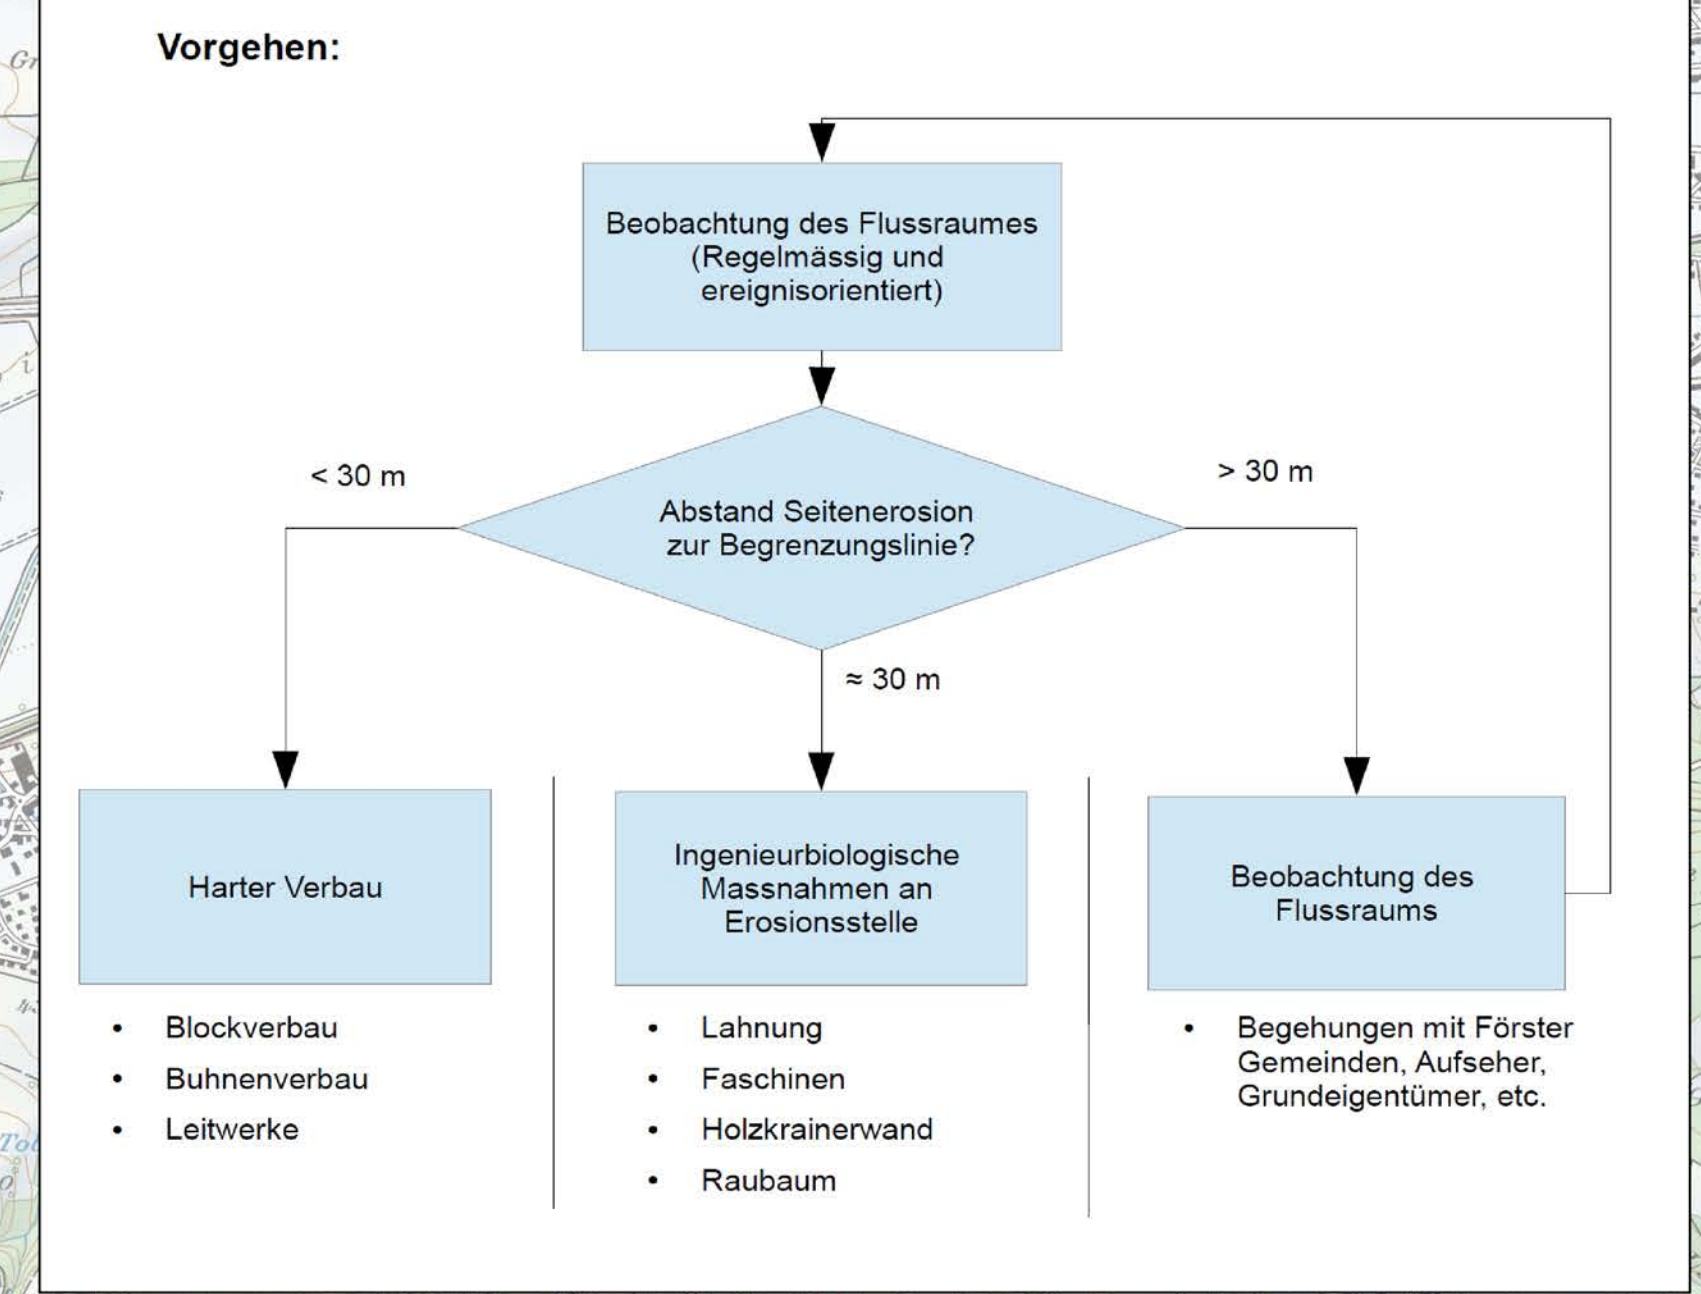 Vorgehen:
Beobachtung des Flussraumes
(Regelmässig und
ereignisorientiert)
< 30 m
> 30 m
Abstand Seitenerosion
zur Begrenzungslinie?
≈ 30 m
Harter Verbau
Ingenieurbiologische
Massnahmen an
Erosionsstelle
Beobachtung des
Flussraums
• Blockverbau
• Buhnenverbau
• Leitwerke
• Lahnung
• Faschinen
• Holzkrainerwand
• Raubaum
• Begehungen mit Förster
Gemeinden, Aufseher,
Grundeigentümer, etc.